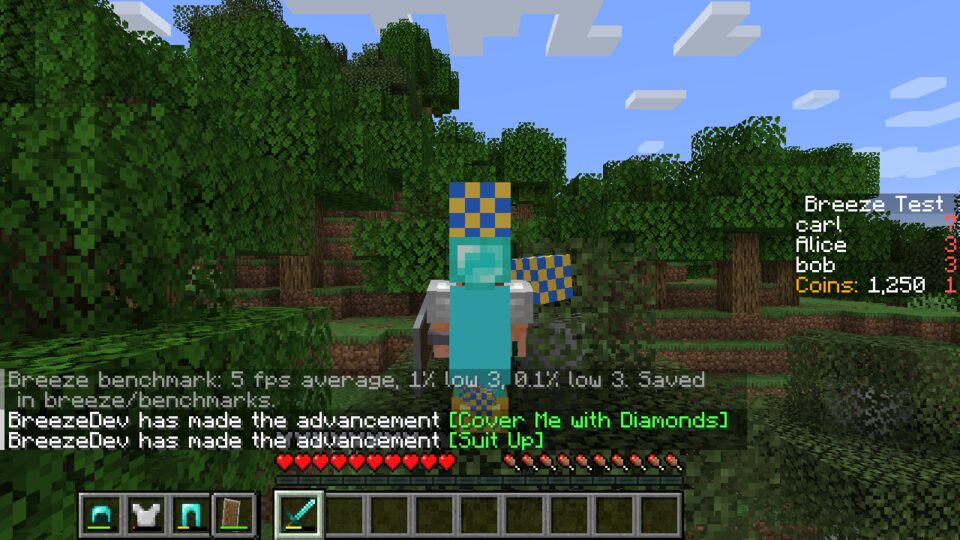 Breeze Test
carl 7
Alice 3
bob 3
Coins: 1,250 1
Breeze benchmark: 5 fps average, 1% low 3, 0.1% low 3. Saved
in breeze/benchmarks.
BreezeDev has made the advancement [Cover Me with Diamonds]
BreezeDev has made the advancement [Suit Up]